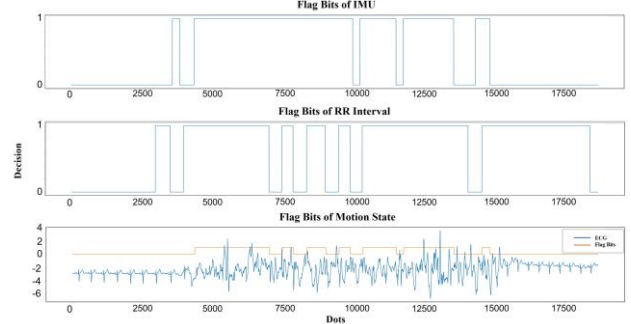 Flag Bits of IMU
1
0
0 2500 5000 7500 10000 12500 15000 17500
Flag Bits of RR Interval
1
0
0 2500 5000 7500 10000 12500 15000 17500
Decision
Flag Bits of Motion State
4
2
0
-2
-4
-6
ECG
Flag Bits
0 2500 5000 7500 10000 12500 15000 17500
Dots